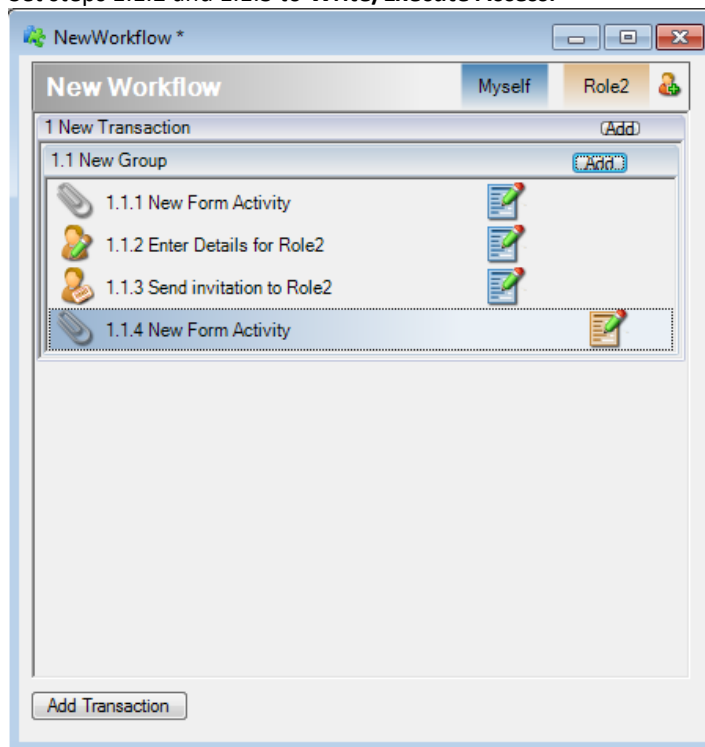 Set steps 1.1.2 and 1.1.3 to Write/Execute Access.
NewWorkflow *
New Workflow
Myself
Role2
1 New Transaction
Add
1.1 New Group
Add
1.1.1 New Form Activity
1.1.2 Enter Details for Role2
1.1.3 Send invitation to Role2
1.1.4 New Form Activity
Add Transaction